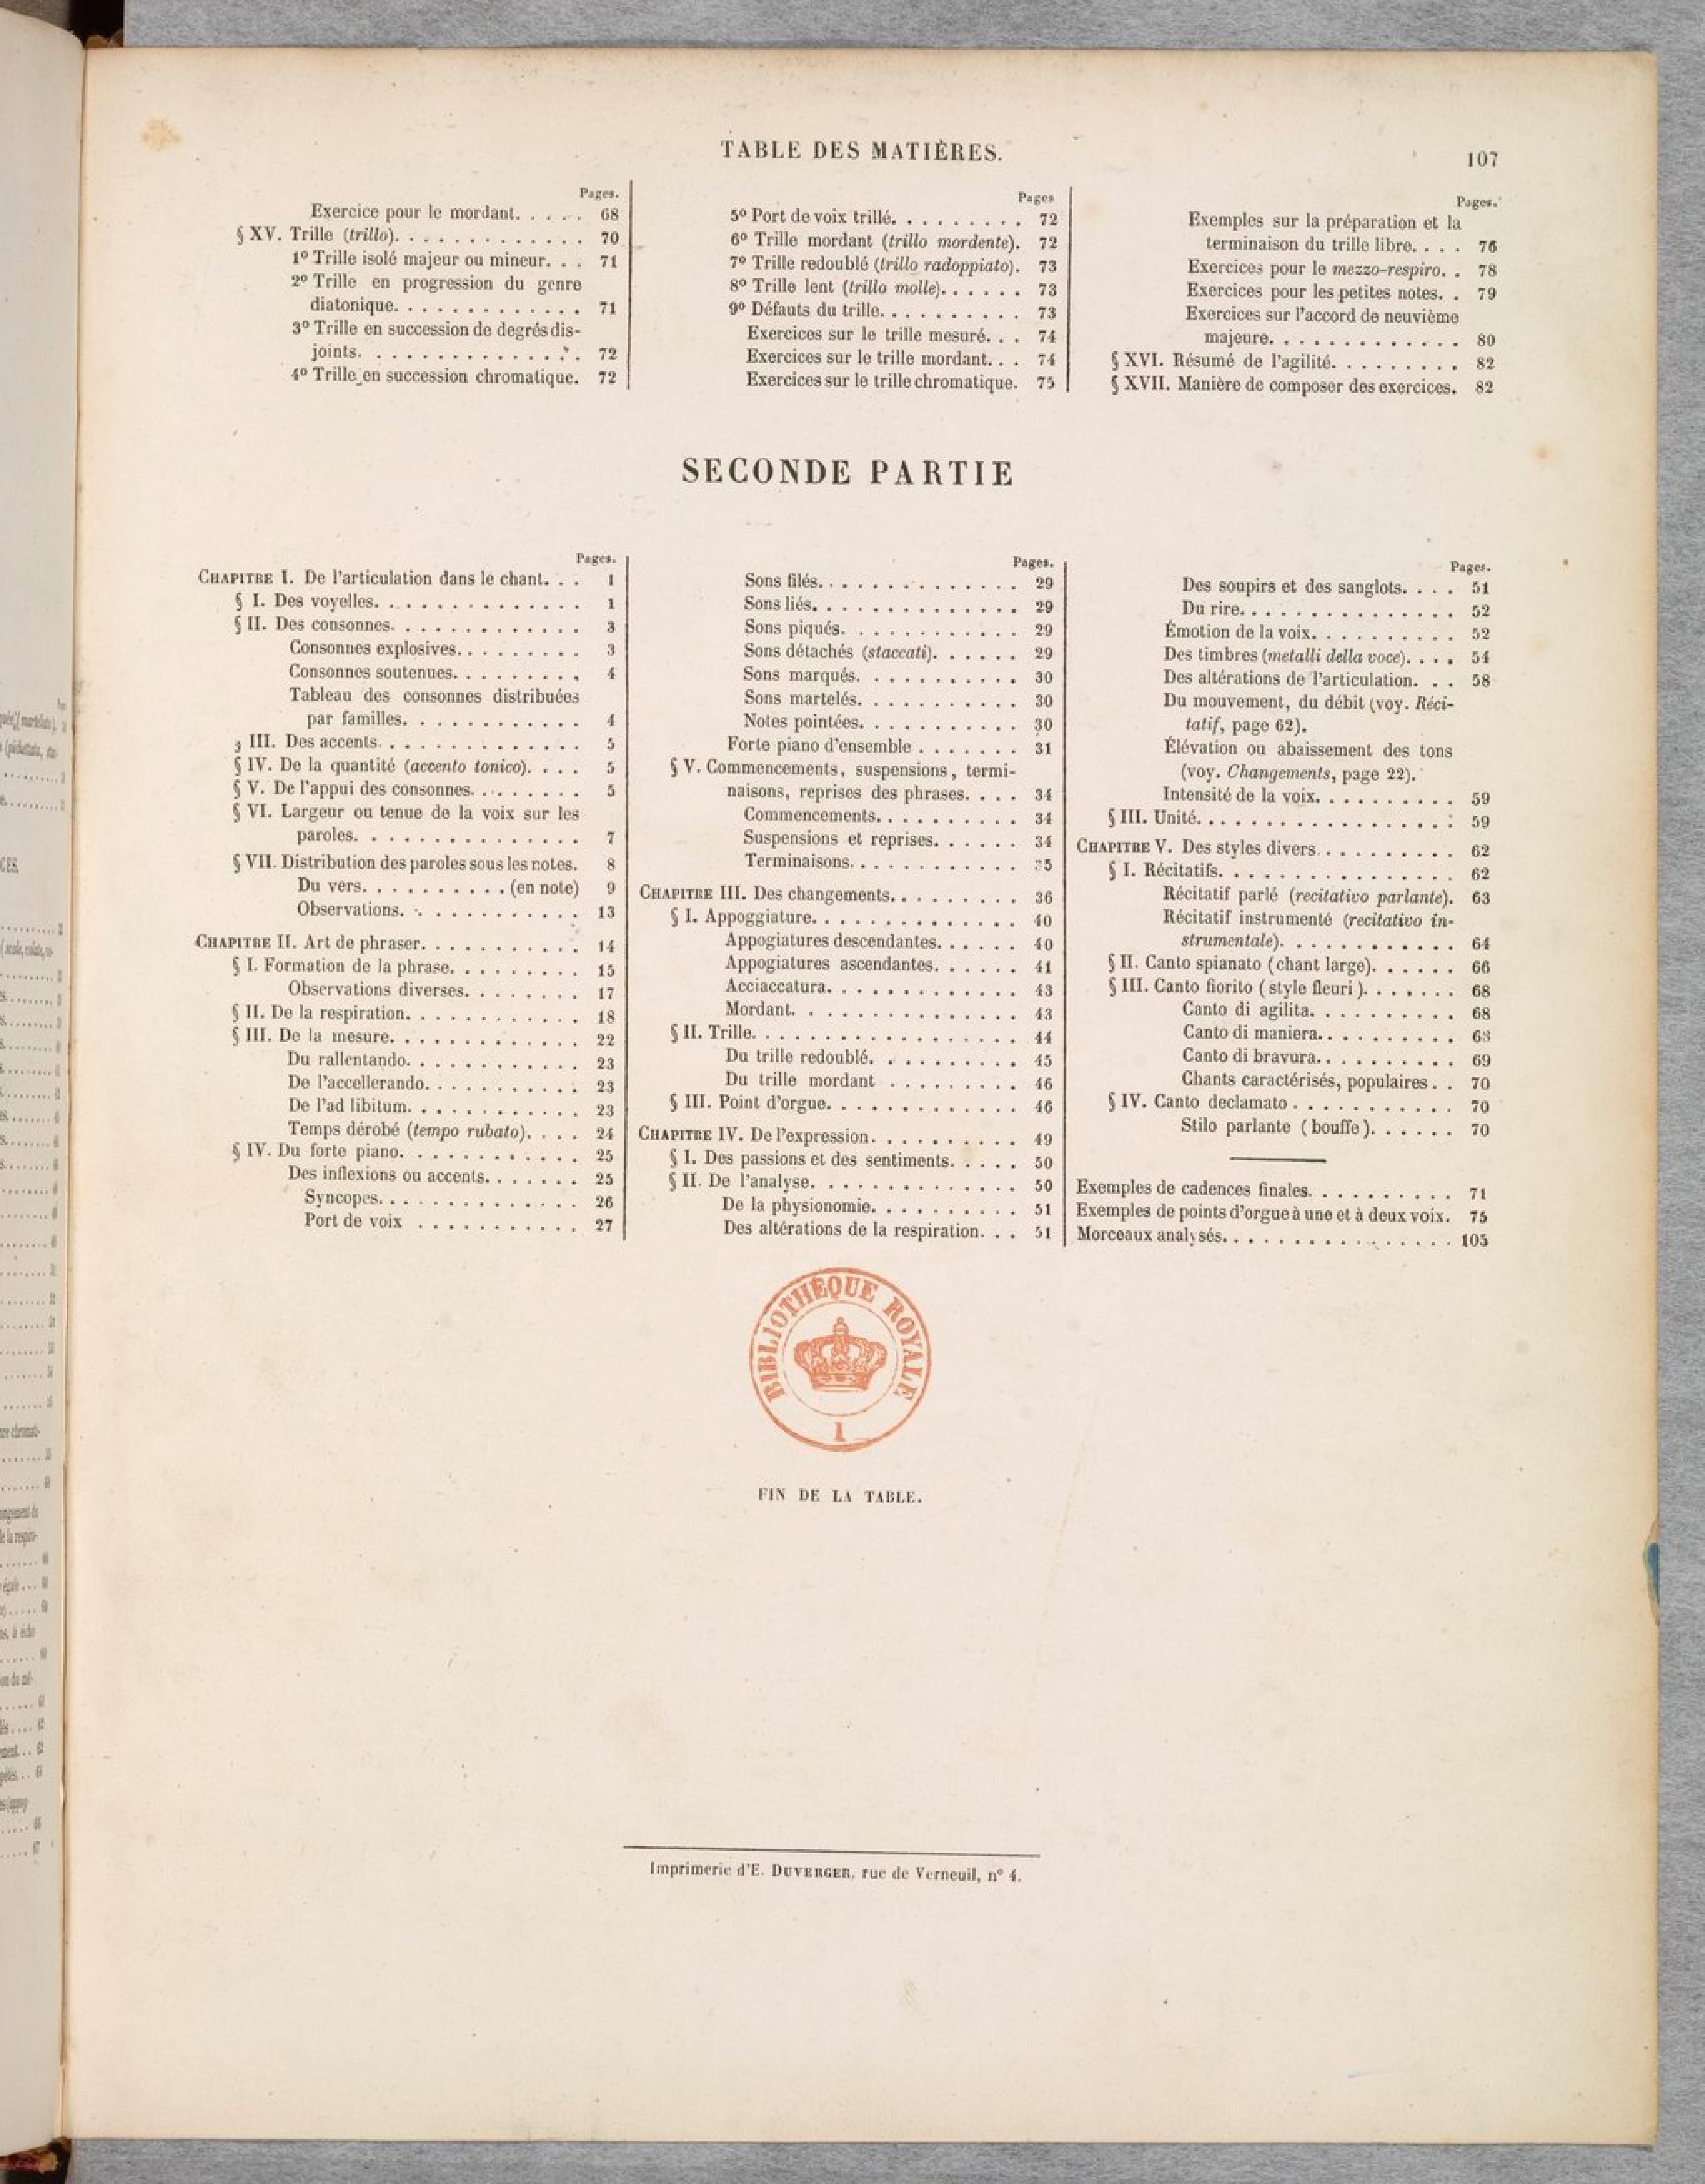 TABLE DES MATIÈRES.
107
Pages.
Exercice pour le mordant. . . . . 68
§ XV. Trille (trillo). . . . . . . . . . . . . 70
1º Trille isolé majeur ou mineur. . . 71
2º Trille en progression du genre
diatonique. . . . . . . . . . . . . 71
3º Trille en succession de degrés dis-
joints. . . . . . . . . . . . . . 72
4º Trille en succession chromatique. 72
Pages
5º Port de voix trillé. . . . . . . . . 72
6º Trille mordant (trillo mordente). 72
7º Trille redoublé (trillo radoppiato). 73
8º Trille lent (trillo molle). . . . . . 73
9º Défauts du trille. . . . . . . . . . 73
Exercices sur le trille mesuré. . . 74
Exercices sur le trille mordant. . . 74
Exercices sur le trille chromatique. 75
Pages.
Exemples sur la préparation et la
terminaison du trille libre. . . . 76
Exercices pour le mezzo-respiro. . 78
Exercices pour les petites notes. . 79
Exercices sur l'accord de neuvième
majeure. . . . . . . . . . . . . 80
§ XVI. Résumé de l'agilité. . . . . . . . . 82
§ XVII. Manière de composer des exercices. 82
SECONDE PARTIE
Pages.
CHAPITRE I. De l'articulation dans le chant. . . 1
§ I. Des voyelles. . . . . . . . . . . . . . 1
§ II. Des consonnes. . . . . . . . . . . . . 3
Consonnes explosives. . . . . . . . . 3
Consonnes soutenues. . . . . . . . . 4
Tableau des consonnes distribuées
par familles. . . . . . . . . . . . 4
§ III. Des accents. . . . . . . . . . . . . . 5
§ IV. De la quantité (accento tonico). . . . 5
§ V. De l'appui des consonnes. . . . . . . . 5
§ VI. Largeur ou tenue de la voix sur les
paroles. . . . . . . . . . . . . . . 7
§ VII. Distribution des paroles sous les notes. 8
Du vers. . . . . . . . . . (en note) 9
Observations. . . . . . . . . . . . 13
CHAPITRE II. Art de phraser. . . . . . . . . . . 14
§ I. Formation de la phrase. . . . . . . . . 15
Observations diverses. . . . . . . . 17
§ II. De la respiration. . . . . . . . . . . . 18
§ III. De la mesure. . . . . . . . . . . . . 22
Du rallentando. . . . . . . . . . . . 23
De l'accellerando. . . . . . . . . . . 23
De l'ad libitum. . . . . . . . . . . . 23
Temps dérobé (tempo rubato). . . . 24
§ IV. Du forte piano. . . . . . . . . . . . 25
Des inflexions ou accents. . . . . . . 25
Syncopes. . . . . . . . . . . . . 26
Port de voix . . . . . . . . . . . 27
Pages.
Sons filés. . . . . . . . . . . . . . 29
Sons liés. . . . . . . . . . . . . . 29
Sons piqués. . . . . . . . . . . . 29
Sons détachés (staccati). . . . . . 29
Sons marqués. . . . . . . . . . . 30
Sons martelés. . . . . . . . . . . 30
Notes pointées. . . . . . . . . . . 30
Forte piano d'ensemble . . . . . . . 31
§ V. Commencements, suspensions, termi-
naisons, reprises des phrases. . . . 34
Commencements. . . . . . . . . . 34
Suspensions et reprises. . . . . . 34
Terminaisons. . . . . . . . . . . 35
CHAPITRE III. Des changements. . . . . . . . . 36
§ I. Appoggiature. . . . . . . . . . . . . . 40
Appogiatures descendantes. . . . . . 40
Appogiatures ascendantes. . . . . . 41
Acciaccatura. . . . . . . . . . . . . 43
Mordant. . . . . . . . . . . . . . . 43
§ II. Trille. . . . . . . . . . . . . . . . . . 44
Du trille redoublé. . . . . . . . . . 45
Du trille mordant . . . . . . . . . 46
§ III. Point d'orgue. . . . . . . . . . . . . 46
CHAPITRE IV. De l'expression. . . . . . . . . . 49
§ I. Des passions et des sentiments. . . . . 50
§ II. De l'analyse. . . . . . . . . . . . . . 50
De la physionomie. . . . . . . . . . 51
Des altérations de la respiration. . . 51
Pages.
Des soupirs et des sanglots. . . . 51
Du rire. . . . . . . . . . . . . . . 52
Émotion de la voix. . . . . . . . . . 52
Des timbres (metalli della voce). . . . 54
Des altérations de l'articulation. . . 58
Du mouvement, du débit (voy. Réci-
tatif, page 62).
Élévation ou abaissement des tons
(voy. Changements, page 22).
Intensité de la voix. . . . . . . . . . 59
§ III. Unité. . . . . . . . . . . . . . . . . . 59
CHAPITRE V. Des styles divers. . . . . . . . . . 62
§ I. Récitatifs. . . . . . . . . . . . . . . . 62
Récitatif parlé (recitativo parlante). 63
Récitatif instrumenté (recitativo in-
strumentale). . . . . . . . . . . . 64
§ II. Canto spianato (chant large). . . . . . 66
§ III. Canto fiorito (style fleuri). . . . . . . 68
Canto di agilita. . . . . . . . . . 68
Canto di maniera. . . . . . . . . . 68
Canto di bravura. . . . . . . . . . 69
Chants caractérisés, populaires . . 70
§ IV. Canto declamato . . . . . . . . . . . 70
Stilo parlante (bouffe). . . . . . 70
Exemples de cadences finales. . . . . . . . . . 71
Exemples de points d'orgue à une et à deux voix. 75
Morceaux analysés. . . . . . . . . . . . . . . . 105
BIBLIOTHÈQUE ROYALE
1
FIN DE LA TABLE.
Imprimerie d'E. DUVERGER, rue de Verneuil, nº 4.